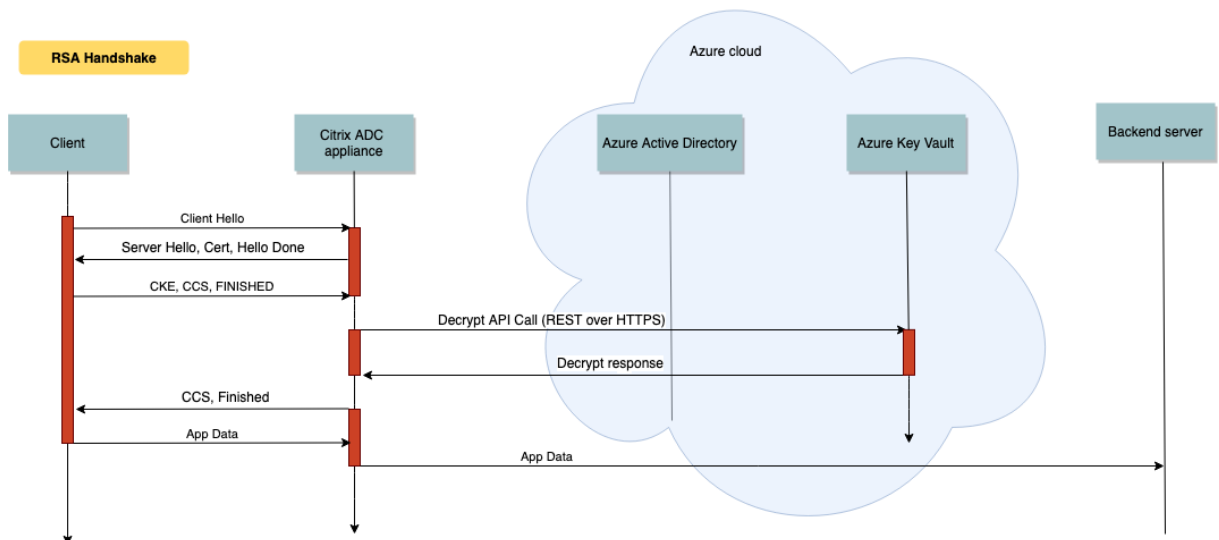 Azure cloud
RSA Handshake
Client
Citrix ADC
appliance
Azure Active Directory
Azure Key Vault
Backend server
Client Hello
Server Hello, Cert, Hello Done
CKE, CCS, FINISHED
Decrypt API Call (REST over HTTPS)
Decrypt response
CCS, Finished
App Data
App Data